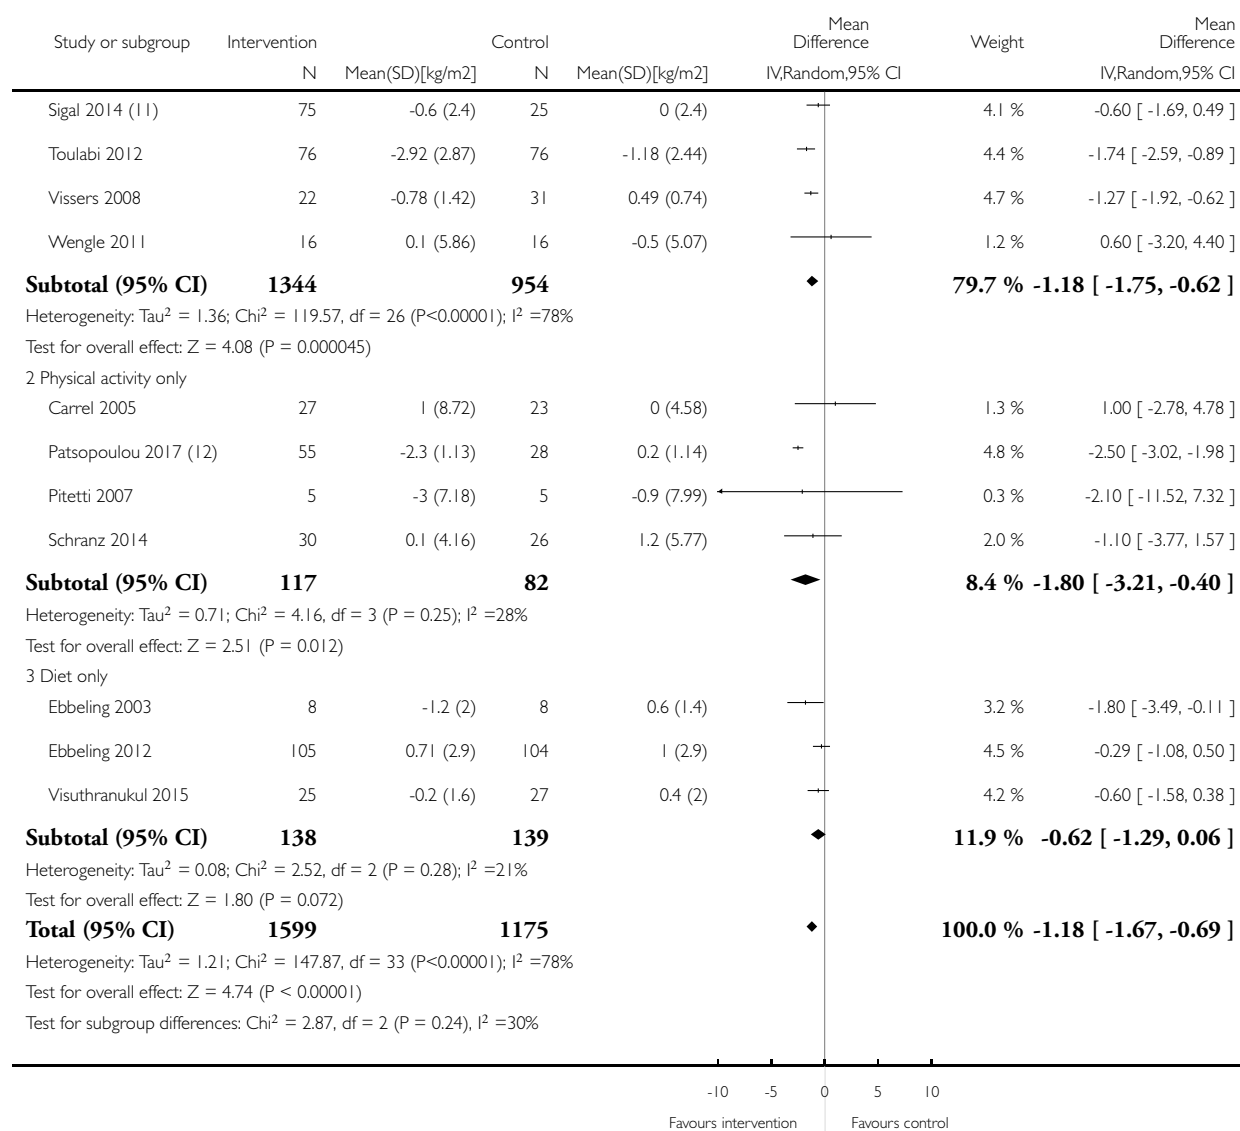 Study or subgroup Intervention Control Mean Difference Weight Mean Difference
N Mean(SD)[kg/m2] N Mean(SD)[kg/m2] IV,Random,95% CI IV,Random,95% CI
Sigal 2014 (11) 75 -0.6 (2.4) 25 0 (2.4) 4.1 % -0.60 [ -1.69, 0.49 ]
Toulabi 2012 76 -2.92 (2.87) 76 -1.18 (2.44) 4.4 % -1.74 [ -2.59, -0.89 ]
Vissers 2008 22 -0.78 (1.42) 31 0.49 (0.74) 4.7 % -1.27 [ -1.92, -0.62 ]
Wengle 2011 16 0.1 (5.86) 16 -0.5 (5.07) 1.2 % 0.60 [ -3.20, 4.40 ]
Subtotal (95% CI) 1344 954 79.7 % -1.18 [ -1.75, -0.62 ]
Heterogeneity: Tau² = 1.36; Chi² = 119.57, df = 26 (P<0.00001); I² =78%
Test for overall effect: Z = 4.08 (P = 0.000045)
2 Physical activity only
Carrel 2005 27 1 (8.72) 23 0 (4.58) 1.3 % 1.00 [ -2.78, 4.78 ]
Patsopoulou 2017 (12) 55 -2.3 (1.13) 28 0.2 (1.14) 4.8 % -2.50 [ -3.02, -1.98 ]
Pitetti 2007 5 -3 (7.18) 5 -0.9 (7.99) 0.3 % -2.10 [ -11.52, 7.32 ]
Schranz 2014 30 0.1 (4.16) 26 1.2 (5.77) 2.0 % -1.10 [ -3.77, 1.57 ]
Subtotal (95% CI) 117 82 8.4 % -1.80 [ -3.21, -0.40 ]
Heterogeneity: Tau² = 0.71; Chi² = 4.16, df = 3 (P = 0.25); I² =28%
Test for overall effect: Z = 2.51 (P = 0.012)
3 Diet only
Ebbeling 2003 8 -1.2 (2) 8 0.6 (1.4) 3.2 % -1.80 [ -3.49, -0.11 ]
Ebbeling 2012 105 0.71 (2.9) 104 1 (2.9) 4.5 % -0.29 [ -1.08, 0.50 ]
Visuthranukul 2015 25 -0.2 (1.6) 27 0.4 (2) 4.2 % -0.60 [ -1.58, 0.38 ]
Subtotal (95% CI) 138 139 11.9 % -0.62 [ -1.29, 0.06 ]
Heterogeneity: Tau² = 0.08; Chi² = 2.52, df = 2 (P = 0.28); I² =21%
Test for overall effect: Z = 1.80 (P = 0.072)
Total (95% CI) 1599 1175 100.0 % -1.18 [ -1.67, -0.69 ]
Heterogeneity: Tau² = 1.21; Chi² = 147.87, df = 33 (P<0.00001); I² =78%
Test for overall effect: Z = 4.74 (P < 0.00001)
Test for subgroup differences: Chi² = 2.87, df = 2 (P = 0.24), I² =30%
-10 -5 0 5 10
Favours intervention Favours control